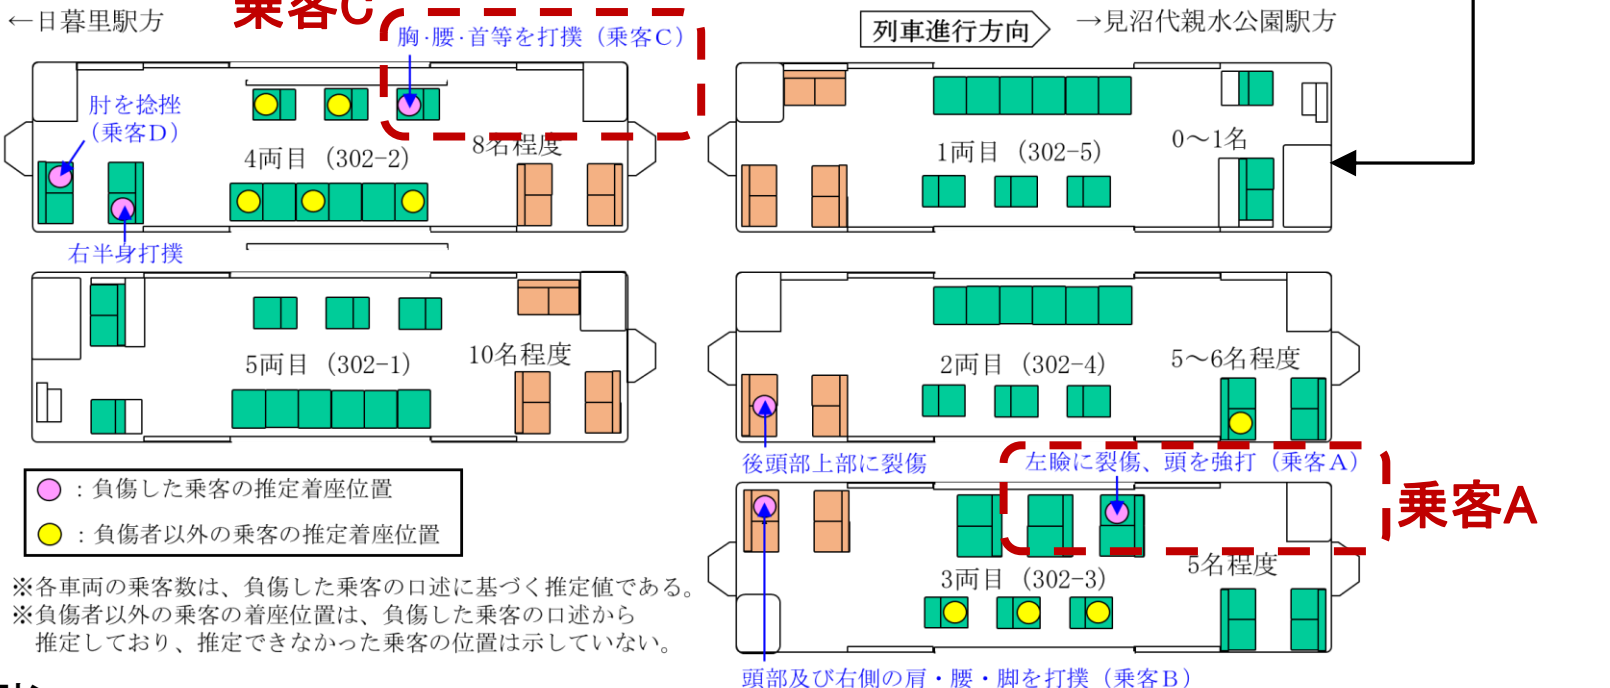 ←日暮里駅方
乗客C
胸・腰・首等を打撲（乗客C）
列車進行方向
→見沼代親水公園駅方
肘を捻挫
（乗客D）
4両目（302-2）
8名程度
右半身打撲
1両目（302-5）
0～1名
5両目（302-1）
10名程度
2両目（302-4）
5～6名程度
後頭部上部に裂傷
左瞼に裂傷、頭を強打（乗客A）
乗客A
3両目（302-3）
5名程度
頭部及び右側の肩・腰・脚を打撲（乗客B）
：負傷した乗客の推定着座位置
：負傷者以外の乗客の推定着座位置
※各車両の乗客数は、負傷した乗客の口述に基づく推定値である。
※負傷者以外の乗客の着座位置は、負傷した乗客の口述から
推定しており、推定できなかった乗客の位置は示していない。